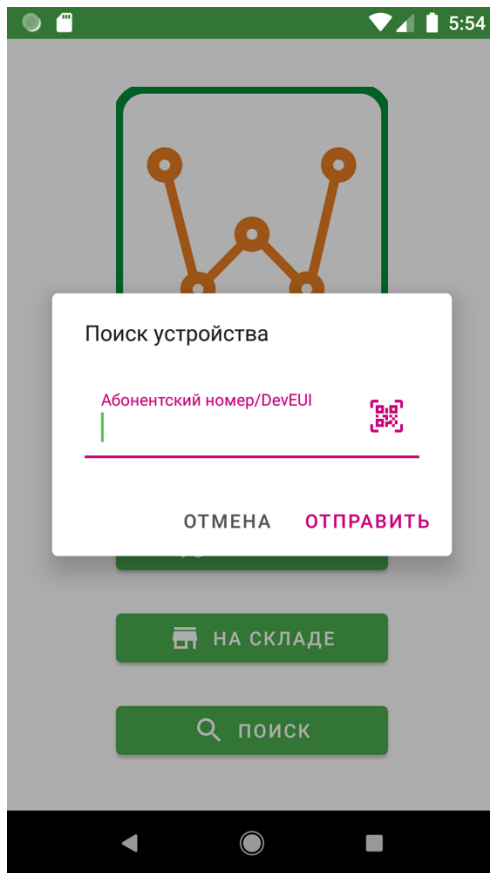 5:54
Поиск устройства
Абонентский номер/DevEUI
ОТМЕНА ОТПРАВИТЬ
НА СКЛАДЕ
ПОИСК